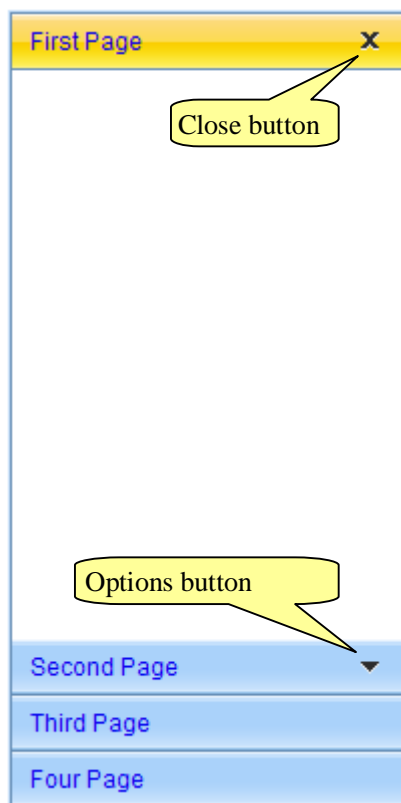 First Page
Close button
Options button
Second Page
Third Page
Four Page